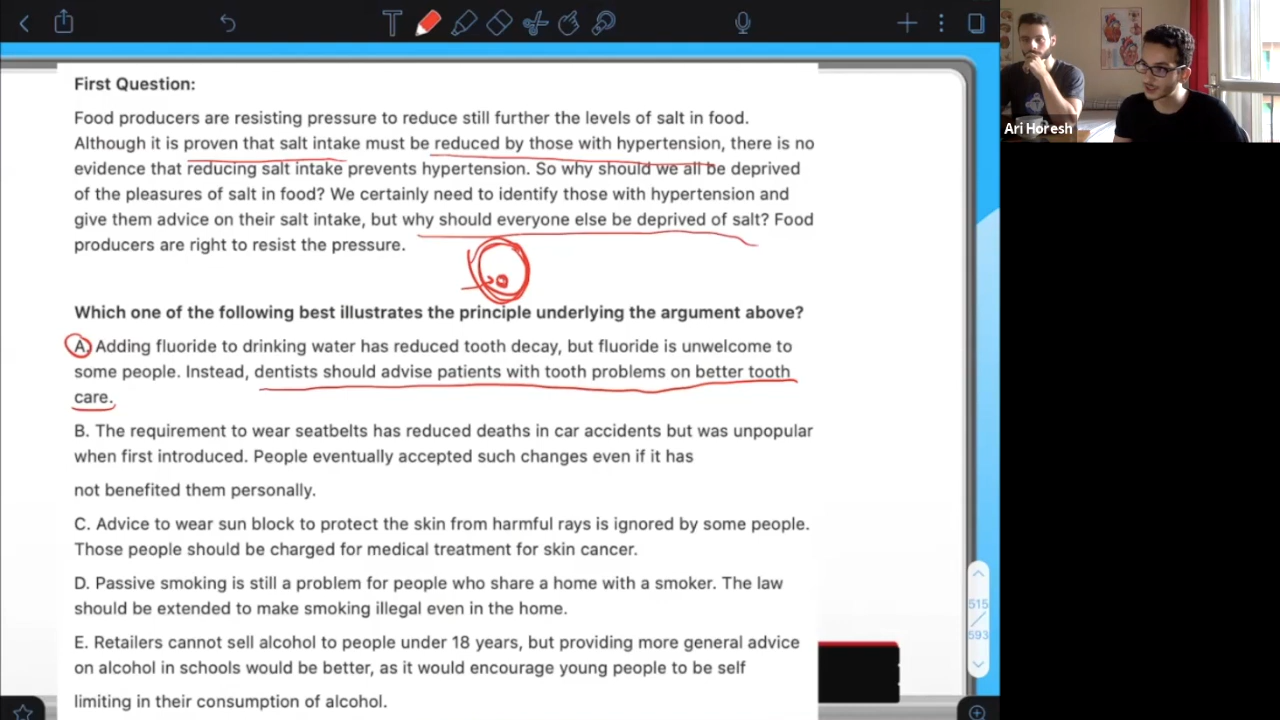 First Question:
Food producers are resisting pressure to reduce still further the levels of salt in food.
Although it is proven that salt intake must be reduced by those with hypertension, there is no
evidence that reducing salt intake prevents hypertension. So why should we all be deprived
of the pleasures of salt in food? We certainly need to identify those with hypertension and
give them advice on their salt intake, but why should everyone else be deprived of salt? Food
producers are right to resist the pressure.
Which one of the following best illustrates the principle underlying the argument above?
A. Adding fluoride to drinking water has reduced tooth decay, but fluoride is unwelcome to
some people. Instead, dentists should advise patients with tooth problems on better tooth
care.
B. The requirement to wear seatbelts has reduced deaths in car accidents but was unpopular
when first introduced. People eventually accepted such changes even if it has
not benefited them personally.
C. Advice to wear sun block to protect the skin from harmful rays is ignored by some people.
Those people should be charged for medical treatment for skin cancer.
D. Passive smoking is still a problem for people who share a home with a smoker. The law
should be extended to make smoking illegal even in the home.
E. Retailers cannot sell alcohol to people under 18 years, but providing more general advice
on alcohol in schools would be better, as it would encourage young people to be self
limiting in their consumption of alcohol.
Ari Horesh
515
/
593